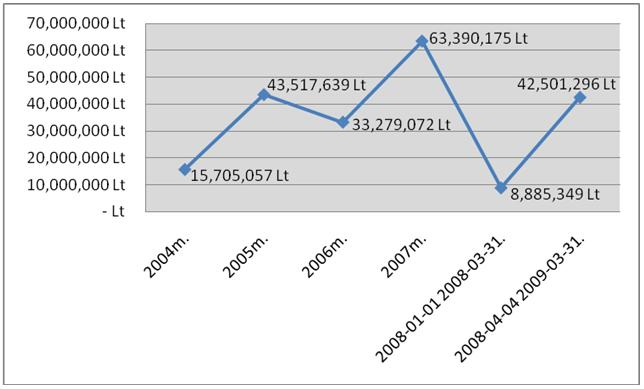 70,000,000 Lt
60,000,000 Lt
50,000,000 Lt
40,000,000 Lt
30,000,000 Lt
20,000,000 Lt
10,000,000 Lt
- Lt
15,705,057 Lt
43,517,639 Lt
33,279,072 Lt
63,390,175 Lt
8,885,349 Lt
42,501,296 Lt
2004m.
2005m.
2006m.
2007m.
2008-01-01 2008-03-31.
2008-04-04 2009-03-31.